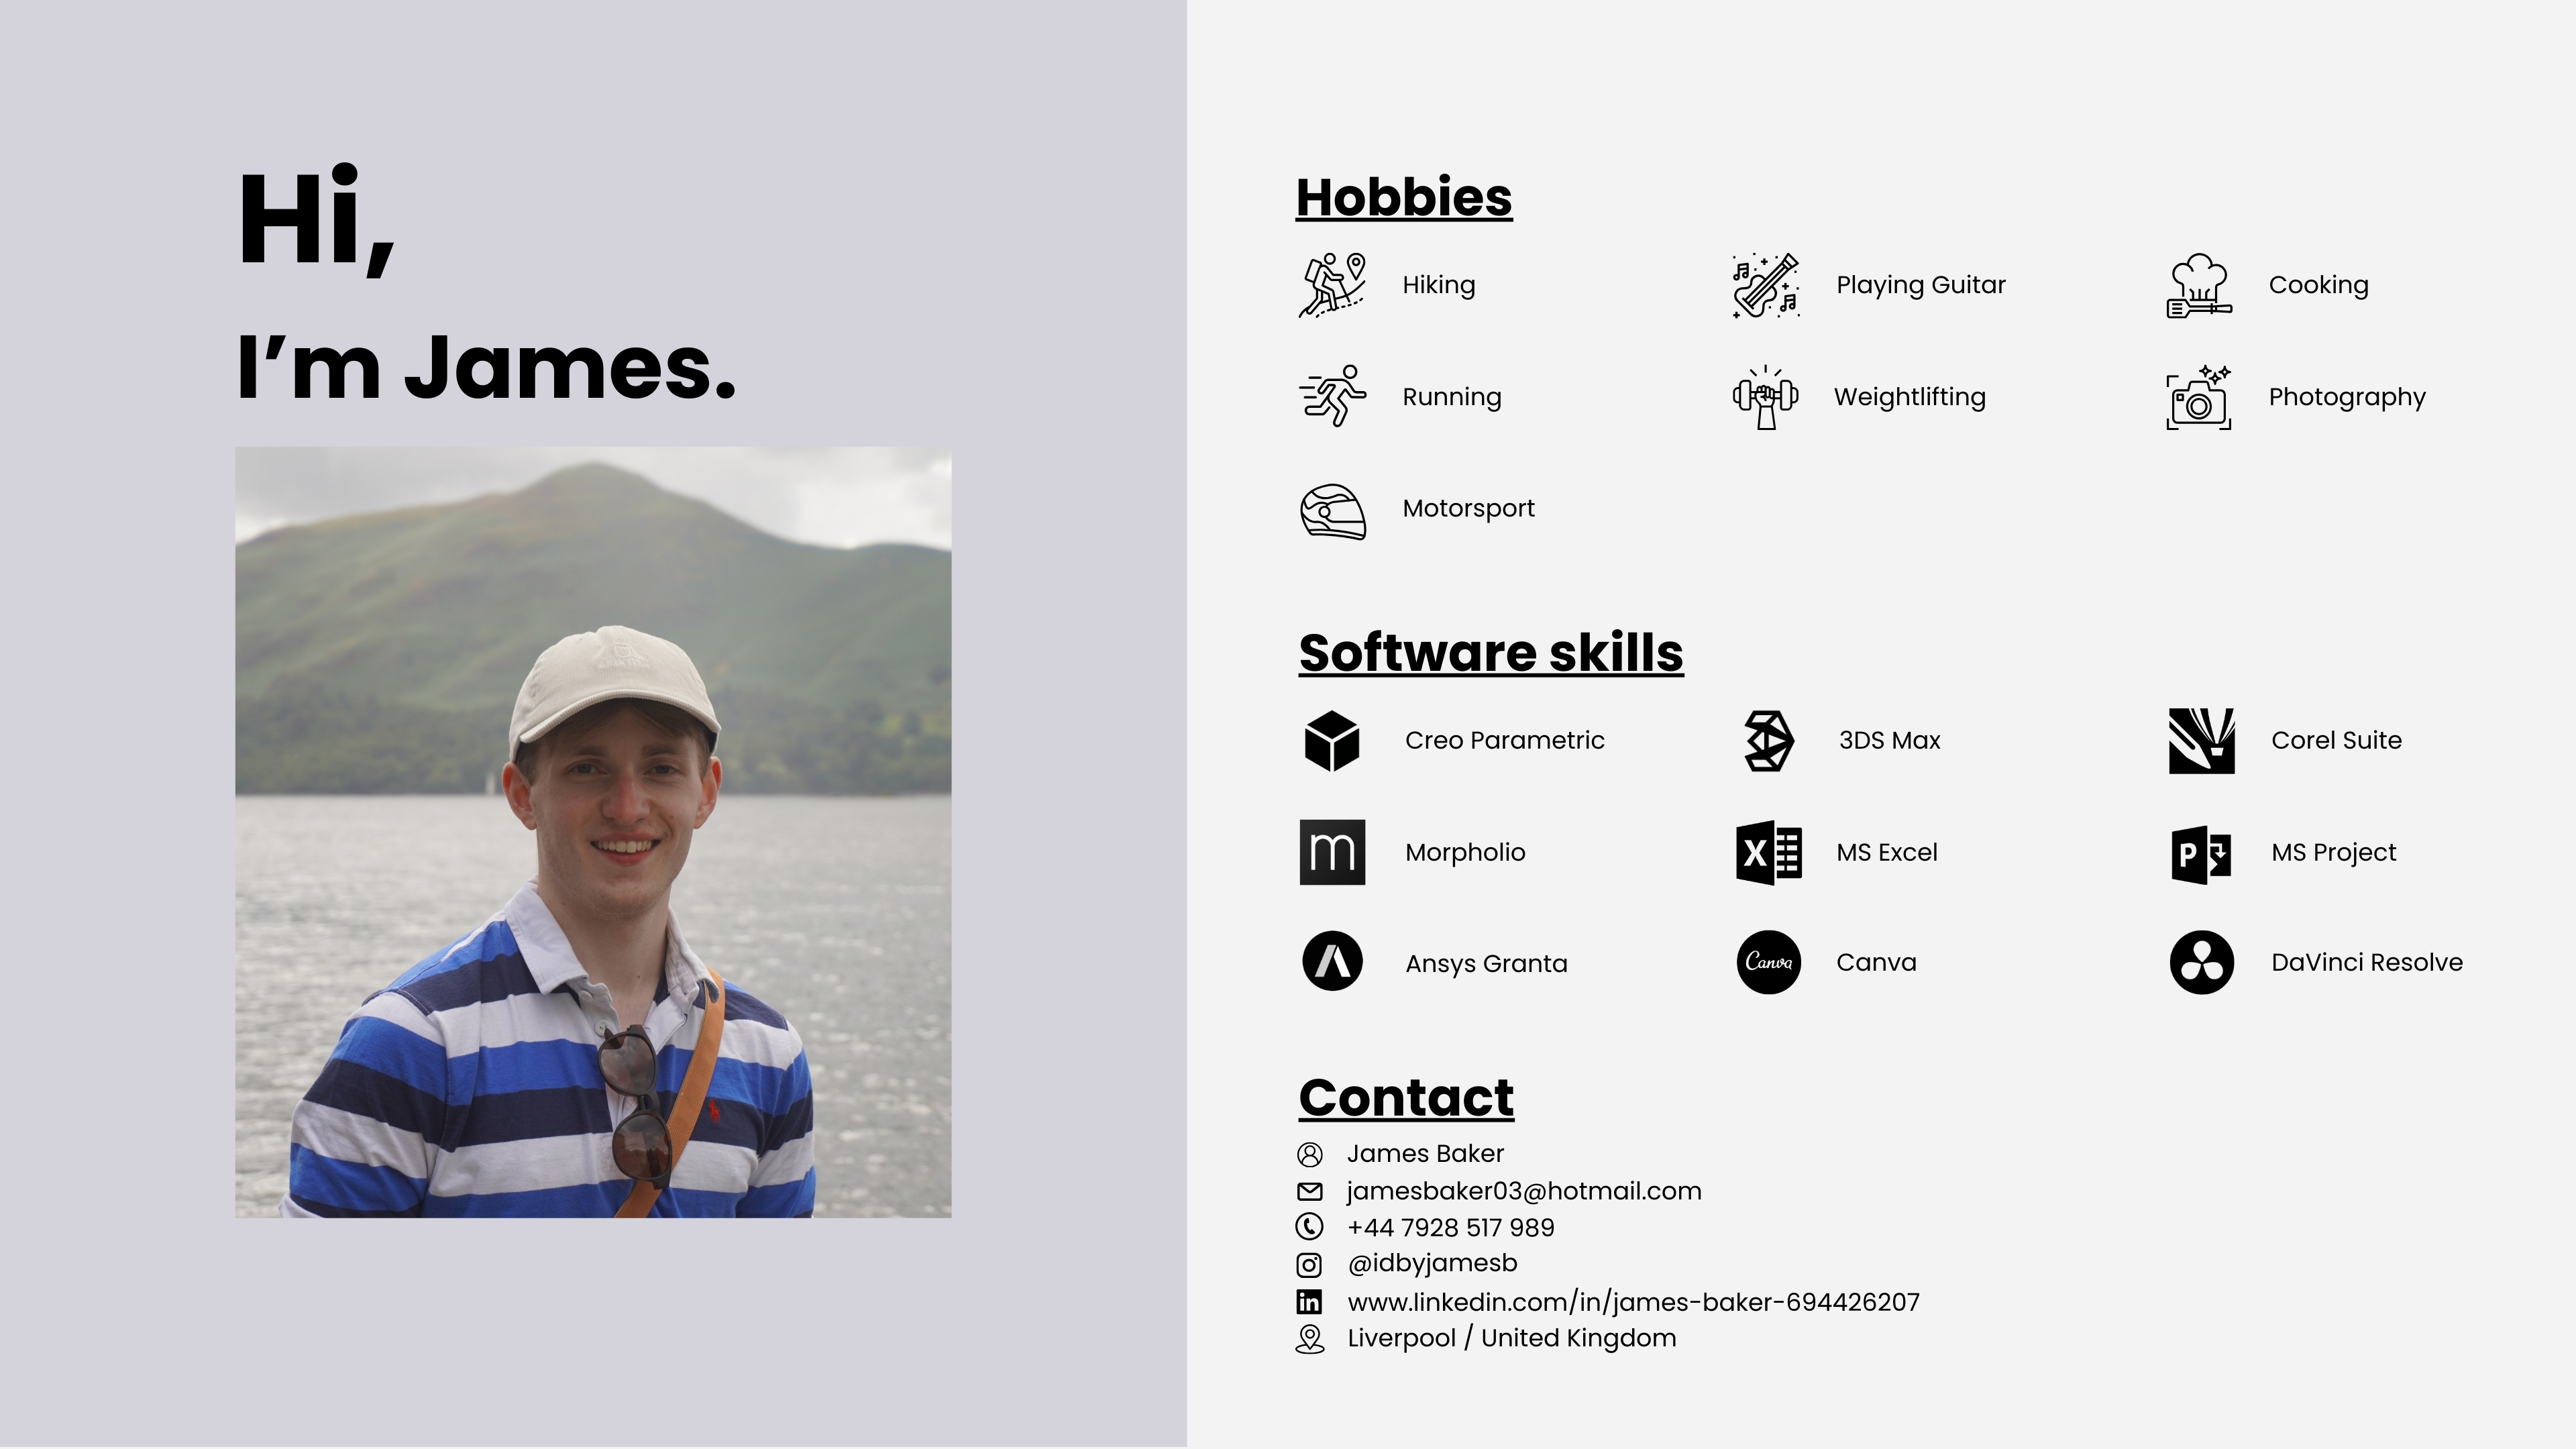 Hi,
I’m James.
Hobbies
Hiking
Playing Guitar
Cooking
Running
Weightlifting
Photography
Motorsport
Software skills
Creo Parametric
3DS Max
Corel Suite
m
Morpholio
X
MS Excel
P
MS Project
Ansys Granta
Canva
Canva
DaVinci Resolve
Contact
James Baker
jamesbaker03@hotmail.com
+44 7928 517 989
@idbyjamesb
in
www.linkedin.com/in/james-baker-694426207
Liverpool / United Kingdom